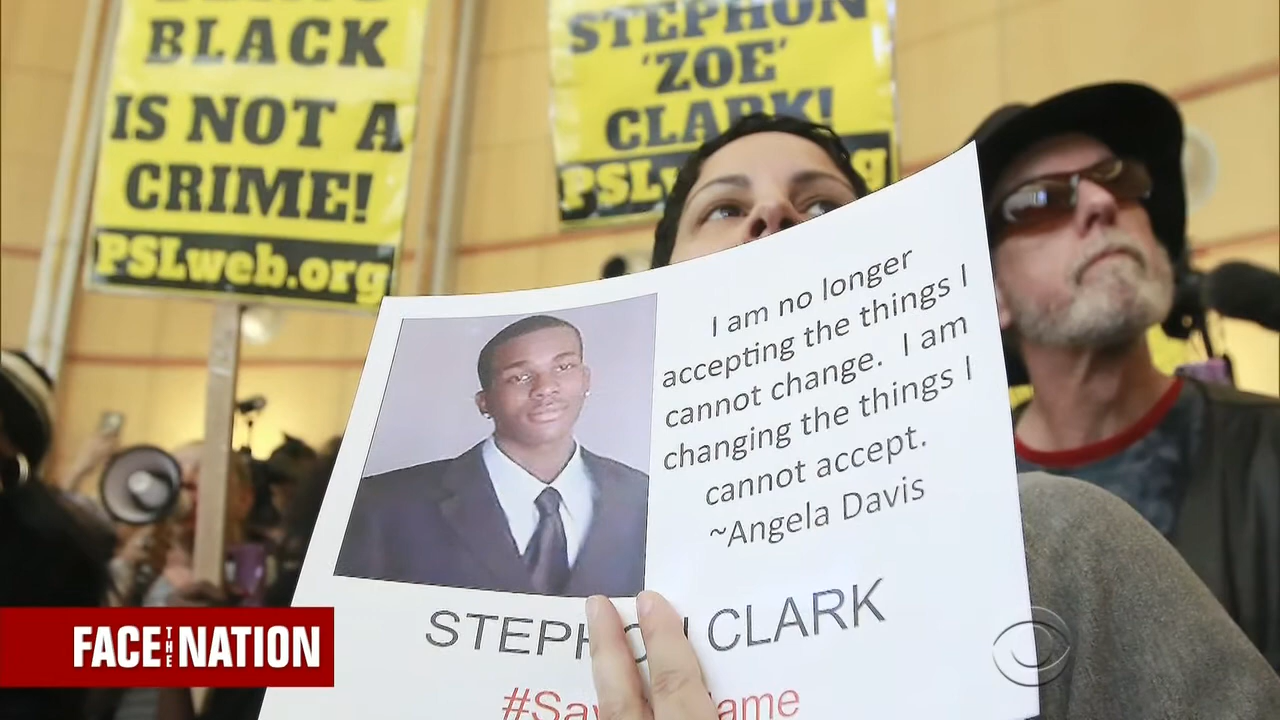 BLACK
IS NOT A
CRIME!
PSLweb.org
STEPHON
'ZOE'
CLARK!
I am no longer
accepting the things I
cannot change. I am
changing the things I
cannot accept.
~Angela Davis
STEPHON CLARK
FACE THE NATION